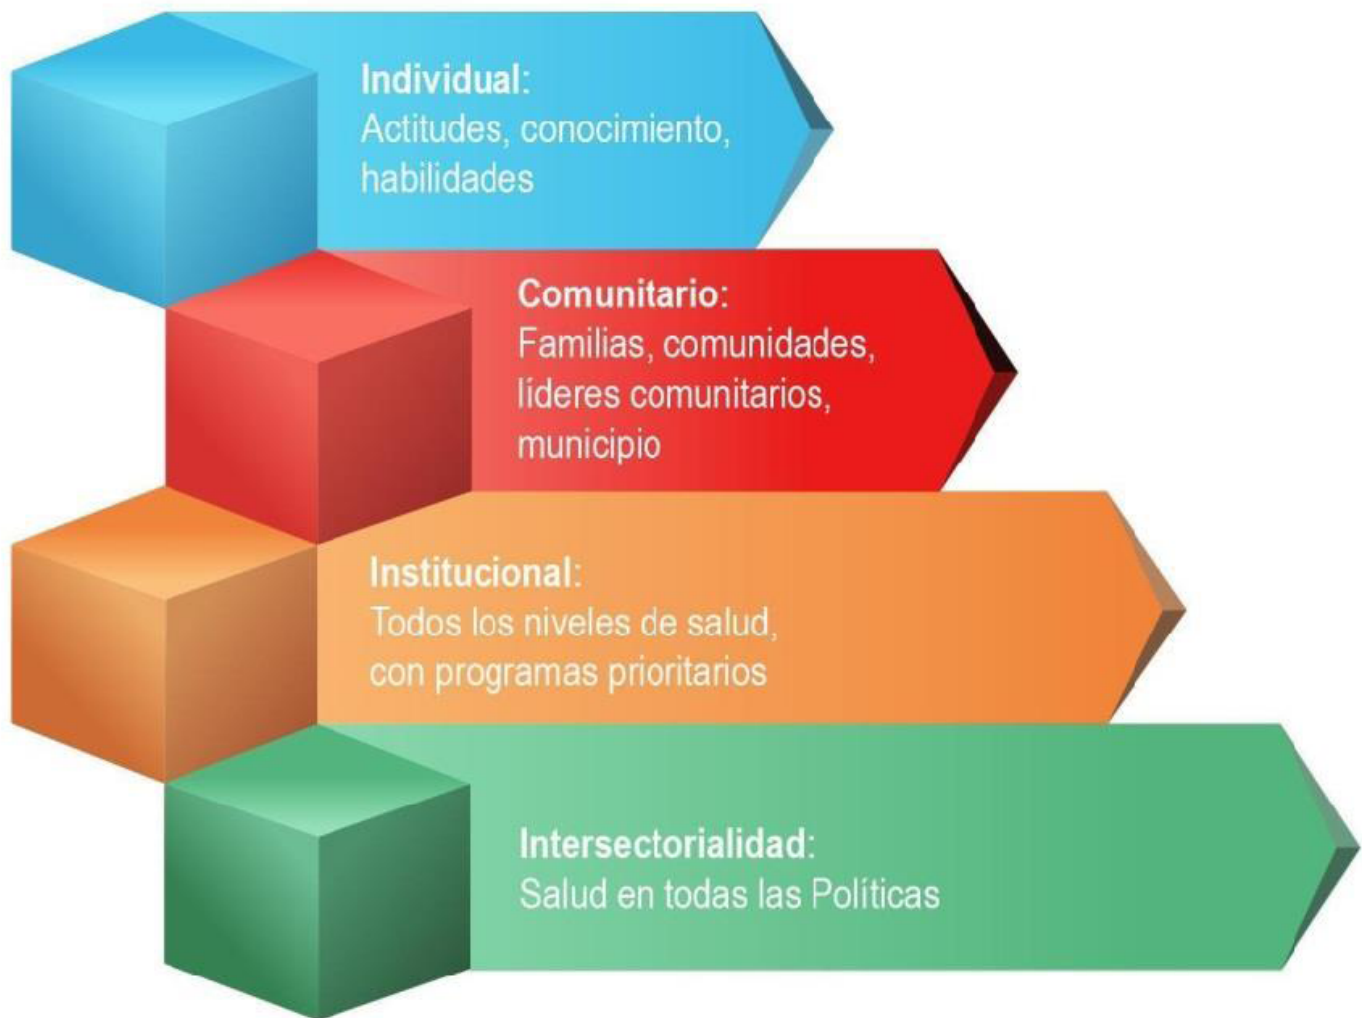 Individual:
Actitudes, conocimiento,
habilidades
Comunitario:
Familias, comunidades,
líderes comunitarios,
municipio
Institucional:
Todos los niveles de salud,
con programas prioritarios
Intersectorialidad:
Salud en todas las Políticas